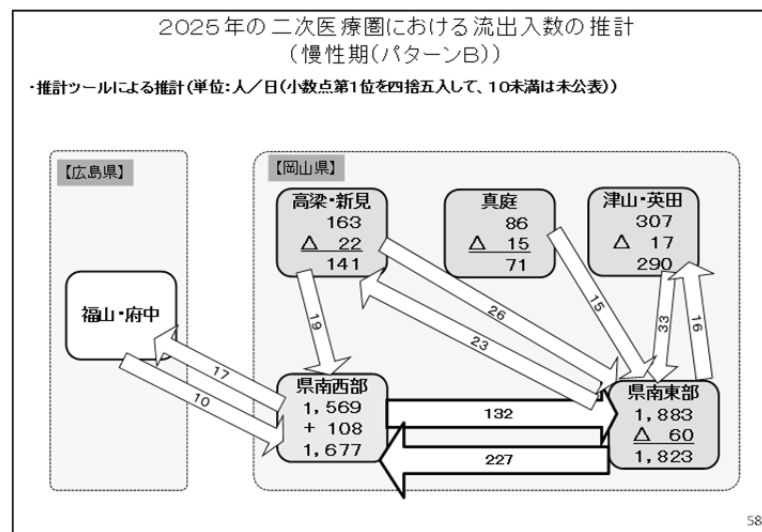 2025年の二次医療圏における流出入数の推計
(慢性期(パターンB))
・推計ツールによる推計(単位:人/日(小数点第1位を四捨五入して、10未満は未公表))
【広島県】
【岡山県】
高梁・新見
163
△ 22
141
真庭
86
△ 15
71
津山・英田
307
△ 17
290
福山・府中
19
26
23
15
33
16
17
10
県南西部
1,569
+ 108
1,677
132
227
県南東部
1,883
△ 60
1,823
58